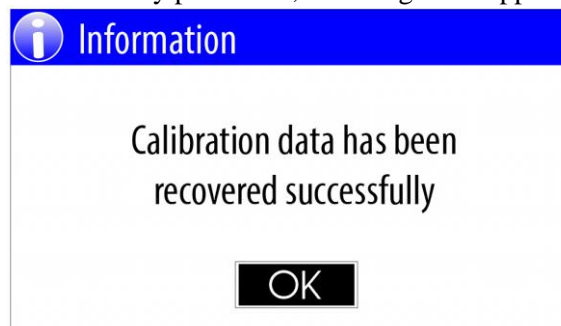 Information
Calibration data has been
recovered successfully
OK